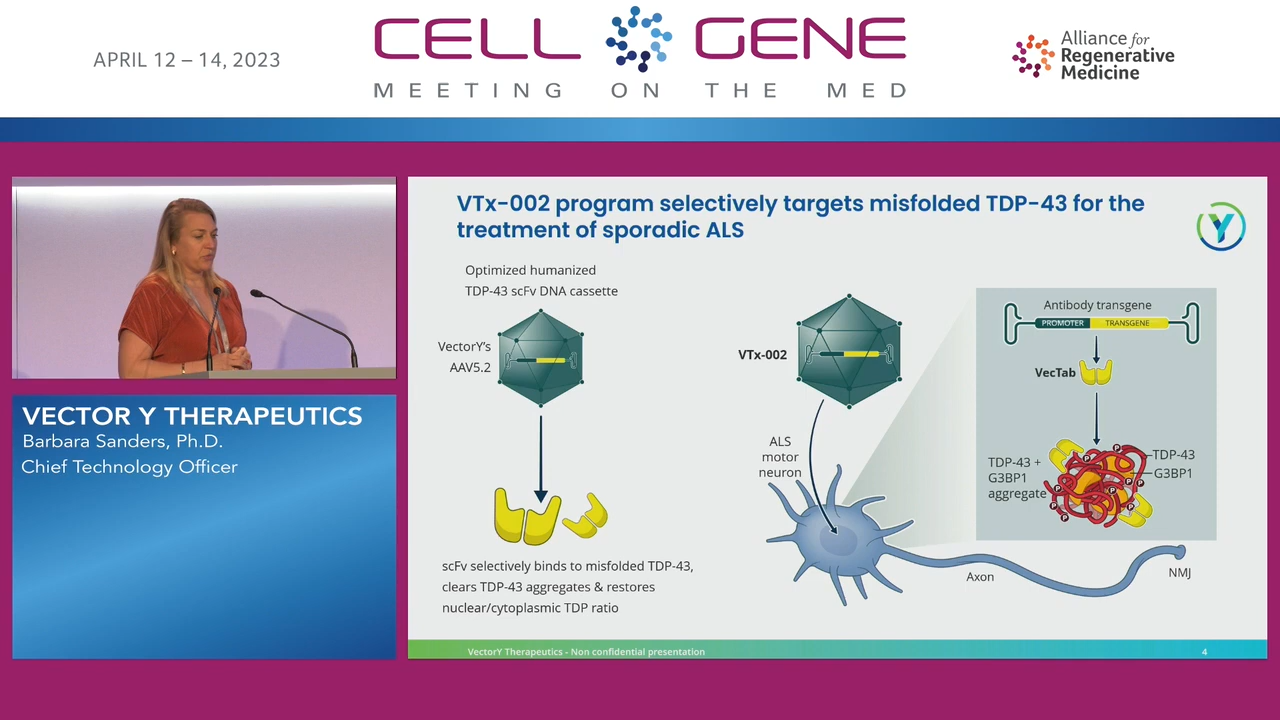 APRIL 12 – 14, 2023
CELL GENE
MEETING ON THE MED
Alliance for
Regenerative
Medicine
VECTOR Y THERAPEUTICS
Barbara Sanders, Ph.D.
Chief Technology Officer
VTx-002 program selectively targets misfolded TDP-43 for the
treatment of sporadic ALS
Y
Optimized humanized
TDP-43 scFv DNA cassette
VectorY's
AAV5.2
scFv selectively binds to misfolded TDP-43,
clears TDP-43 aggregates & restores
nuclear/cytoplasmic TDP ratio
VTx-002
ALS
motor
neuron
Axon
NMJ
Antibody transgene
PROMOTER TRANSGENE
VecTab
TDP-43 +
G3BP1
aggregate
TDP-43
G3BP1
P
P
P
P
P
P
P
VectorY Therapeutics - Non confidential presentation
4